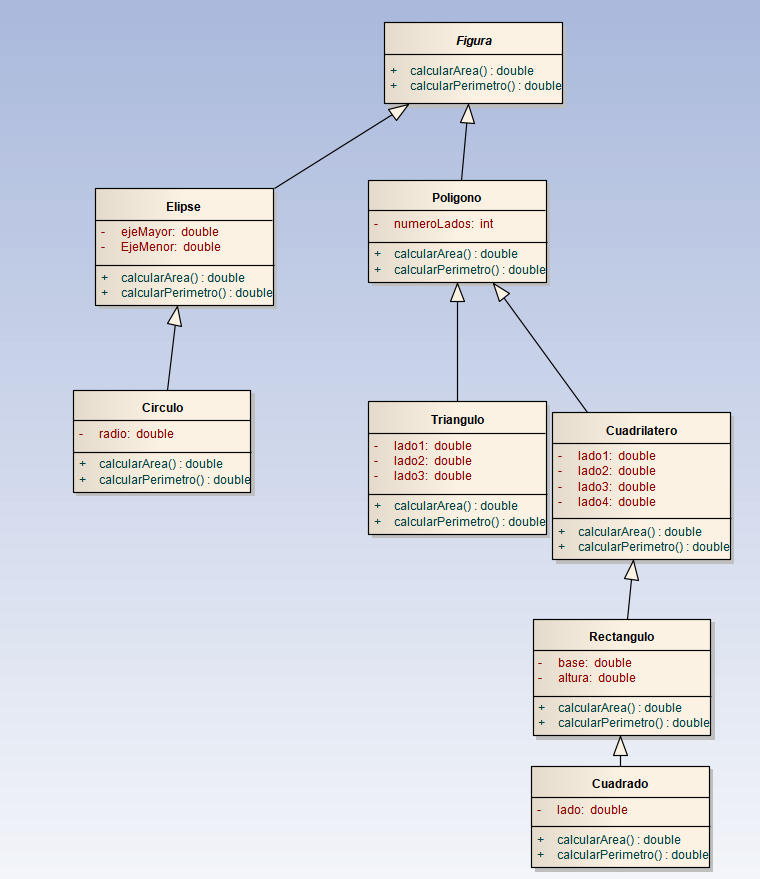 Figura
+ calcularArea() : double
+ calcularPerimetro() : double
Elipse
- ejeMayor: double
- EjeMenor: double
+ calcularArea() : double
+ calcularPerimetro() : double
Poligono
- numeroLados: int
+ calcularArea() : double
+ calcularPerimetro() : double
Circulo
- radio: double
+ calcularArea() : double
+ calcularPerimetro() : double
Triangulo
- lado1: double
- lado2: double
- lado3: double
+ calcularArea() : double
+ calcularPerimetro() : double
Cuadrilatero
- lado1: double
- lado2: double
- lado3: double
- lado4: double
+ calcularArea() : double
+ calcularPerimetro() : double
Rectangulo
- base: double
- altura: double
+ calcularArea() : double
+ calcularPerimetro() : double
Cuadrado
- lado: double
+ calcularArea() : double
+ calcularPerimetro() : double